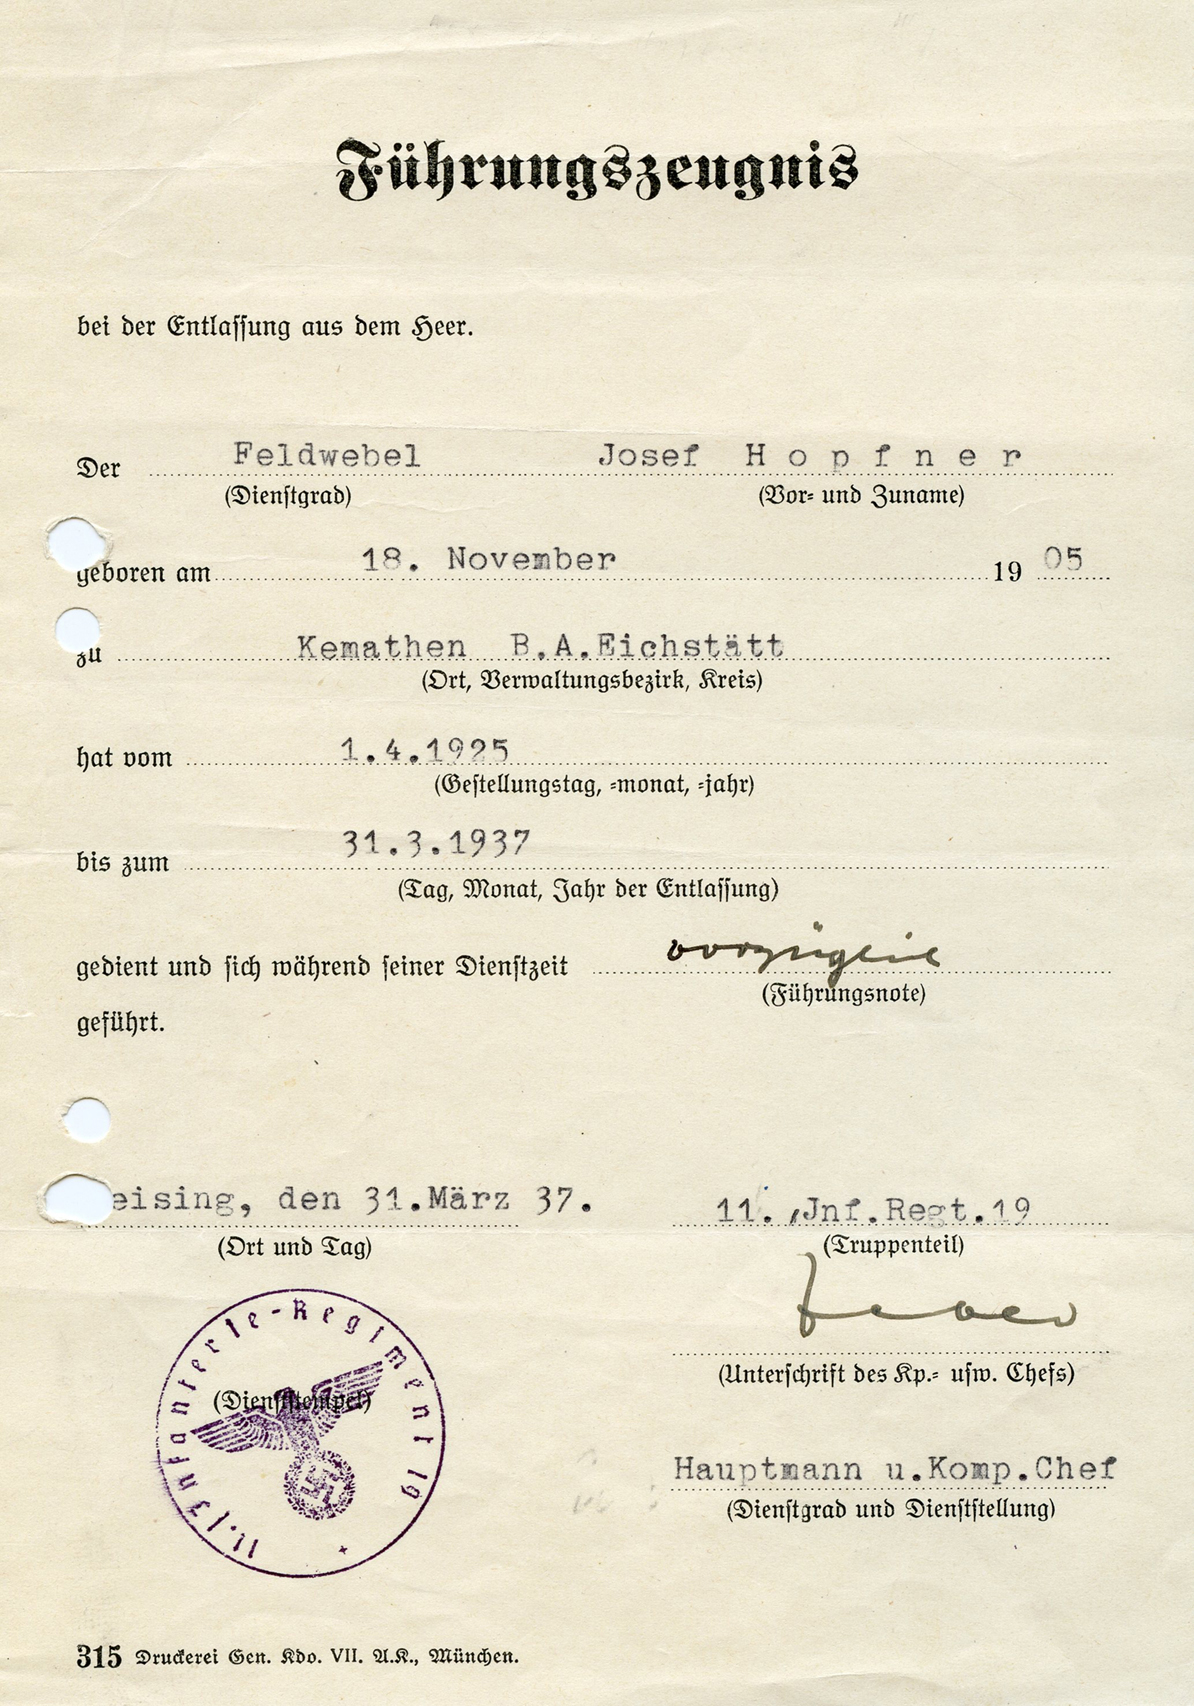 Führungszeugnis
bei der Entlassung aus dem Heer.
Der Feldwebel Josef Hopfner
(Dienstgrad) (Vor- und Zuname)
geboren am 18. November 19 05
zu Kemathen B.A.Eichstätt
(Ort, Verwaltungsbezirk, Kreis)
hat vom 1.4.1925
(Gestellungstag, -monat, -jahr)
bis zum 31.3.1937
(Tag, Monat, Jahr der Entlassung)
gedient und sich während seiner Dienstzeit vorzüglich
(Führungsnote)
geführt.
eising, den 31.März 37.
11. ,Jnf.Regt.19
(Ort und Tag) (Truppenteil)
(Unterschrift des Kp.- usw. Chefs)
11./Infanterie-Regiment 19
(Dienststempel)
Hauptmann u.Komp.Chef
(Dienstgrad und Dienststellung)
315 Druckerei Gen. Kdo. VII. A.K., München.